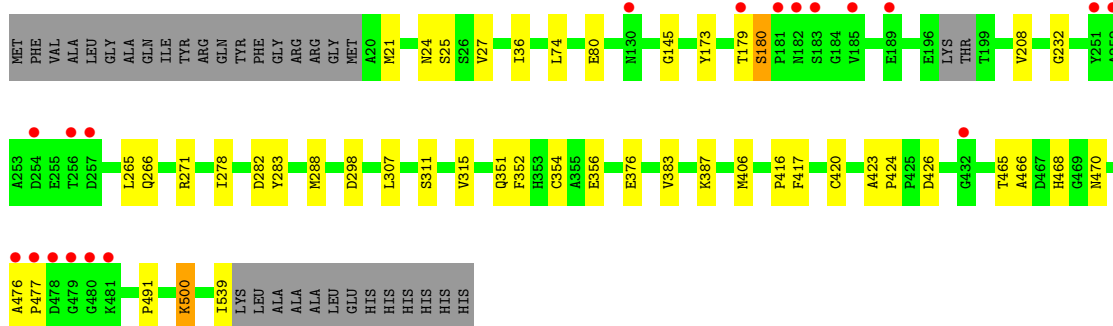 MET PHE VAL ALA LEU GLY ALA GLN ILE TYR ARG GLN TYR PHE GLY ARG ARG GLY MET A20 M21 N24 S25 S26 V27 I36 L74 E80 N130 G145 Y173 T179 S180 P181 N182 S183 G184 V185 E189 E196 LYS THR T199 V208 G232 Y251
A253 D254 E255 T256 D257 L265 Q266 R271 I278 D282 Y283 M288 D298 L307 S311 V315 Q351 F352 H353 C354 A355 E356 E376 V383 K387 M406 P416 F417 C420 A423 P424 P425 D426 G432 T465 A466 D467 H468 G469 N470
A476 P477 D478 G479 G480 K481 P491 K500 I539 LYS LEU ALA ALA ALA LEU GLU HIS HIS HIS HIS HIS HIS